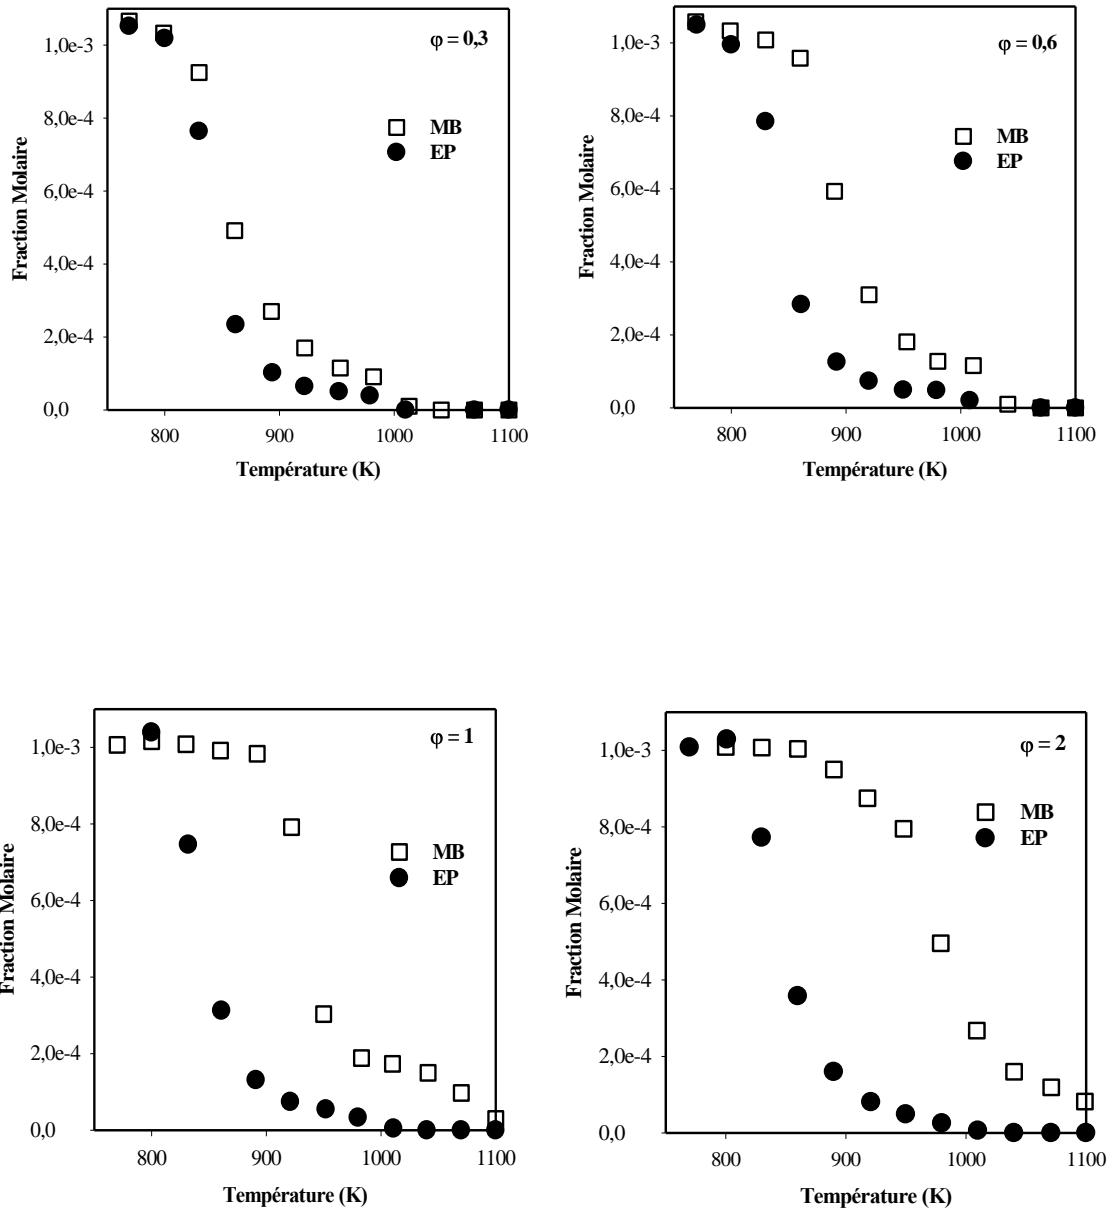 φ = 0,3
1,0e-3
8,0e-4
6,0e-4
4,0e-4
2,0e-4
0,0
Fraction Molaire
MB
EP
800 900 1000 1100
Température (K)
φ = 0,6
1,0e-3
8,0e-4
6,0e-4
4,0e-4
2,0e-4
0,0
Fraction Molaire
MB
EP
800 900 1000 1100
Température (K)
φ = 1
1,0e-3
8,0e-4
6,0e-4
4,0e-4
2,0e-4
0,0
Fraction Molaire
MB
EP
800 900 1000 1100
Température (K)
φ = 2
1,0e-3
8,0e-4
6,0e-4
4,0e-4
2,0e-4
0,0
Fraction Molaire
MB
EP
800 900 1000 1100
Température (K)